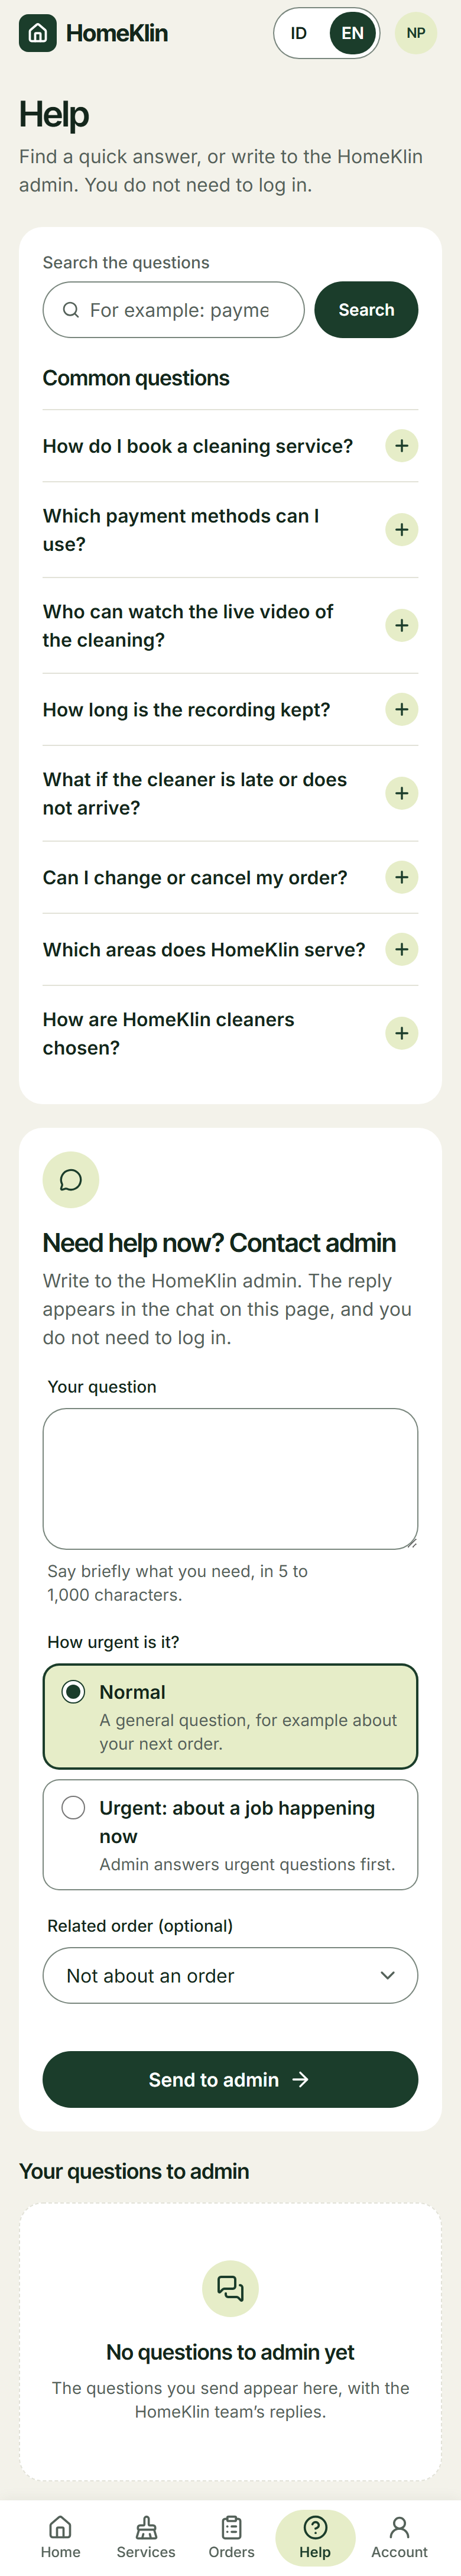 HomeKlin
ID
EN
NP
Help
Find a quick answer, or write to the HomeKlin
admin. You do not need to log in.
Search the questions
For example: payme
Search
Common questions
How do I book a cleaning service?
Which payment methods can I
use?
Who can watch the live video of
the cleaning?
How long is the recording kept?
What if the cleaner is late or does
not arrive?
Can I change or cancel my order?
Which areas does HomeKlin serve?
How are HomeKlin cleaners
chosen?
Need help now? Contact admin
Write to the HomeKlin admin. The reply
appears in the chat on this page, and you
do not need to log in.
Your question
Say briefly what you need, in 5 to
1,000 characters.
How urgent is it?
Normal
A general question, for example about
your next order.
Urgent: about a job happening
now
Admin answers urgent questions first.
Related order (optional)
Not about an order
Send to admin
Your questions to admin
No questions to admin yet
The questions you send appear here, with the
HomeKlin team’s replies.
Home
Services
Orders
Help
Account